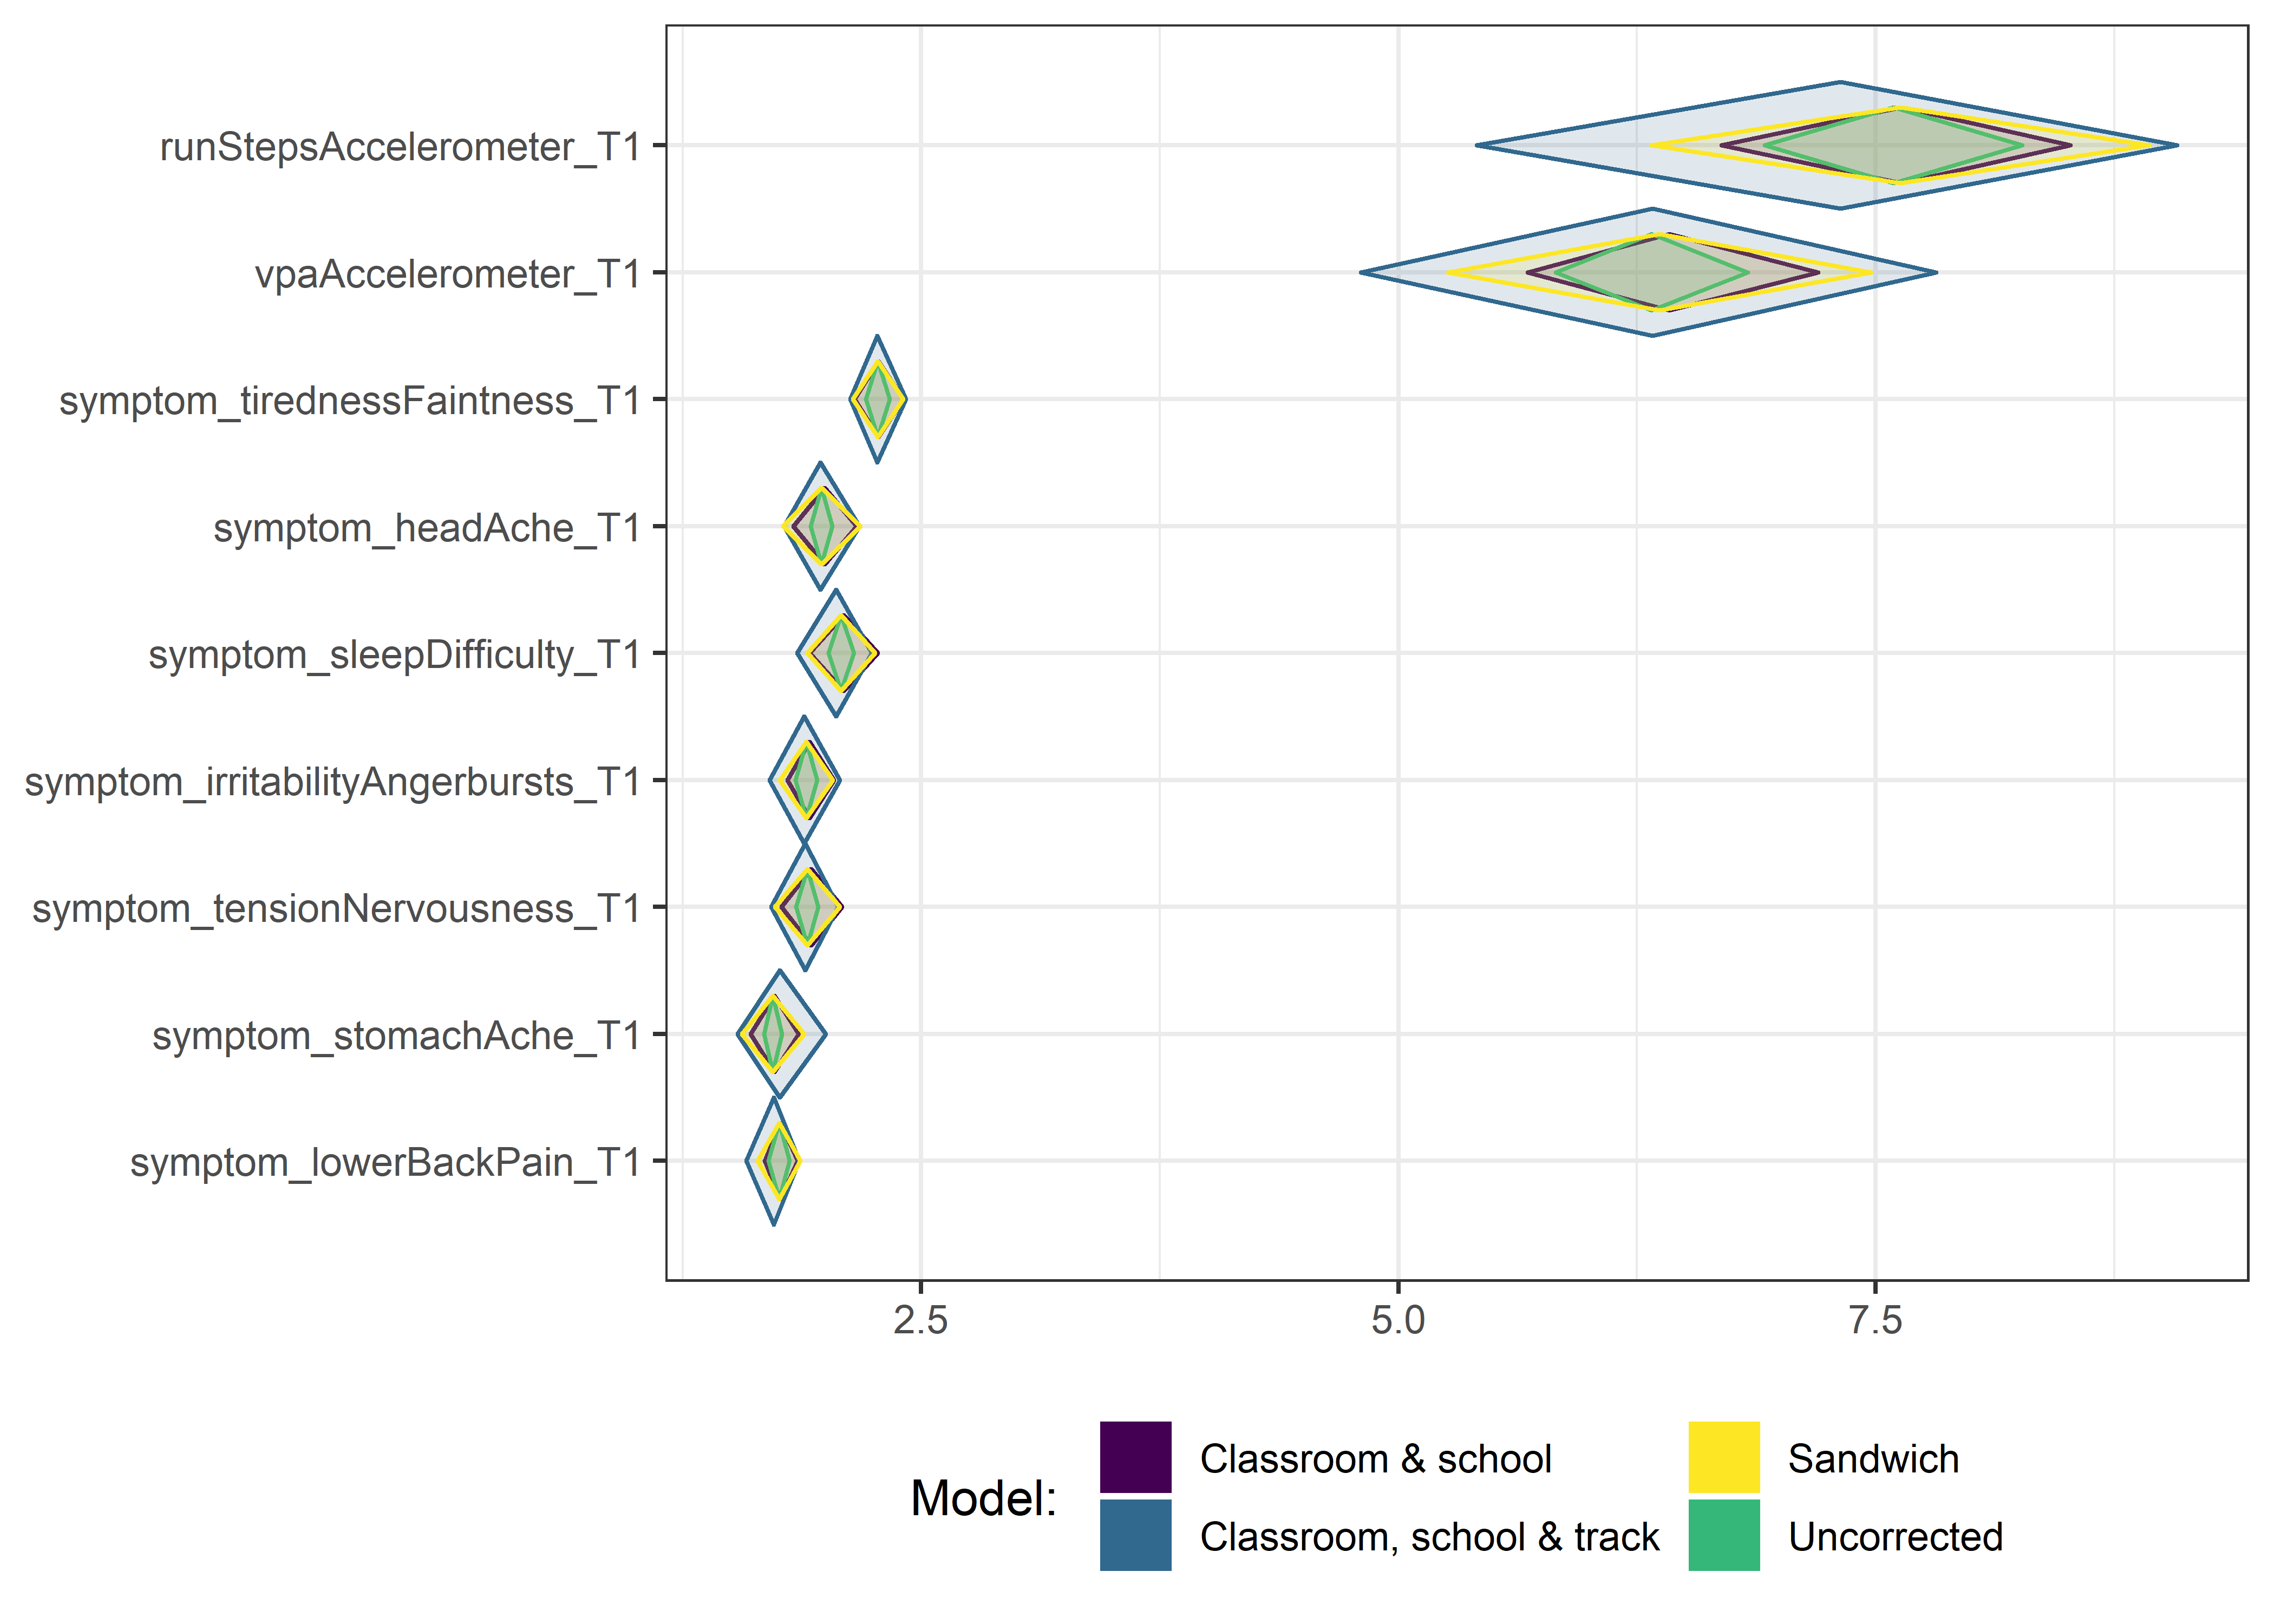 runStepsAccelerometer_T1
vpaAccelerometer_T1
symptom_tirednessFaintness_T1
symptom_headAche_T1
symptom_sleepDifficulty_T1
symptom_irritabilityAngerbursts_T1
symptom_tensionNervousness_T1
symptom_stomachAche_T1
symptom_lowerBackPain_T1
2.5 5.0 7.5
Model:
Classroom & school
Classroom, school & track
Sandwich
Uncorrected